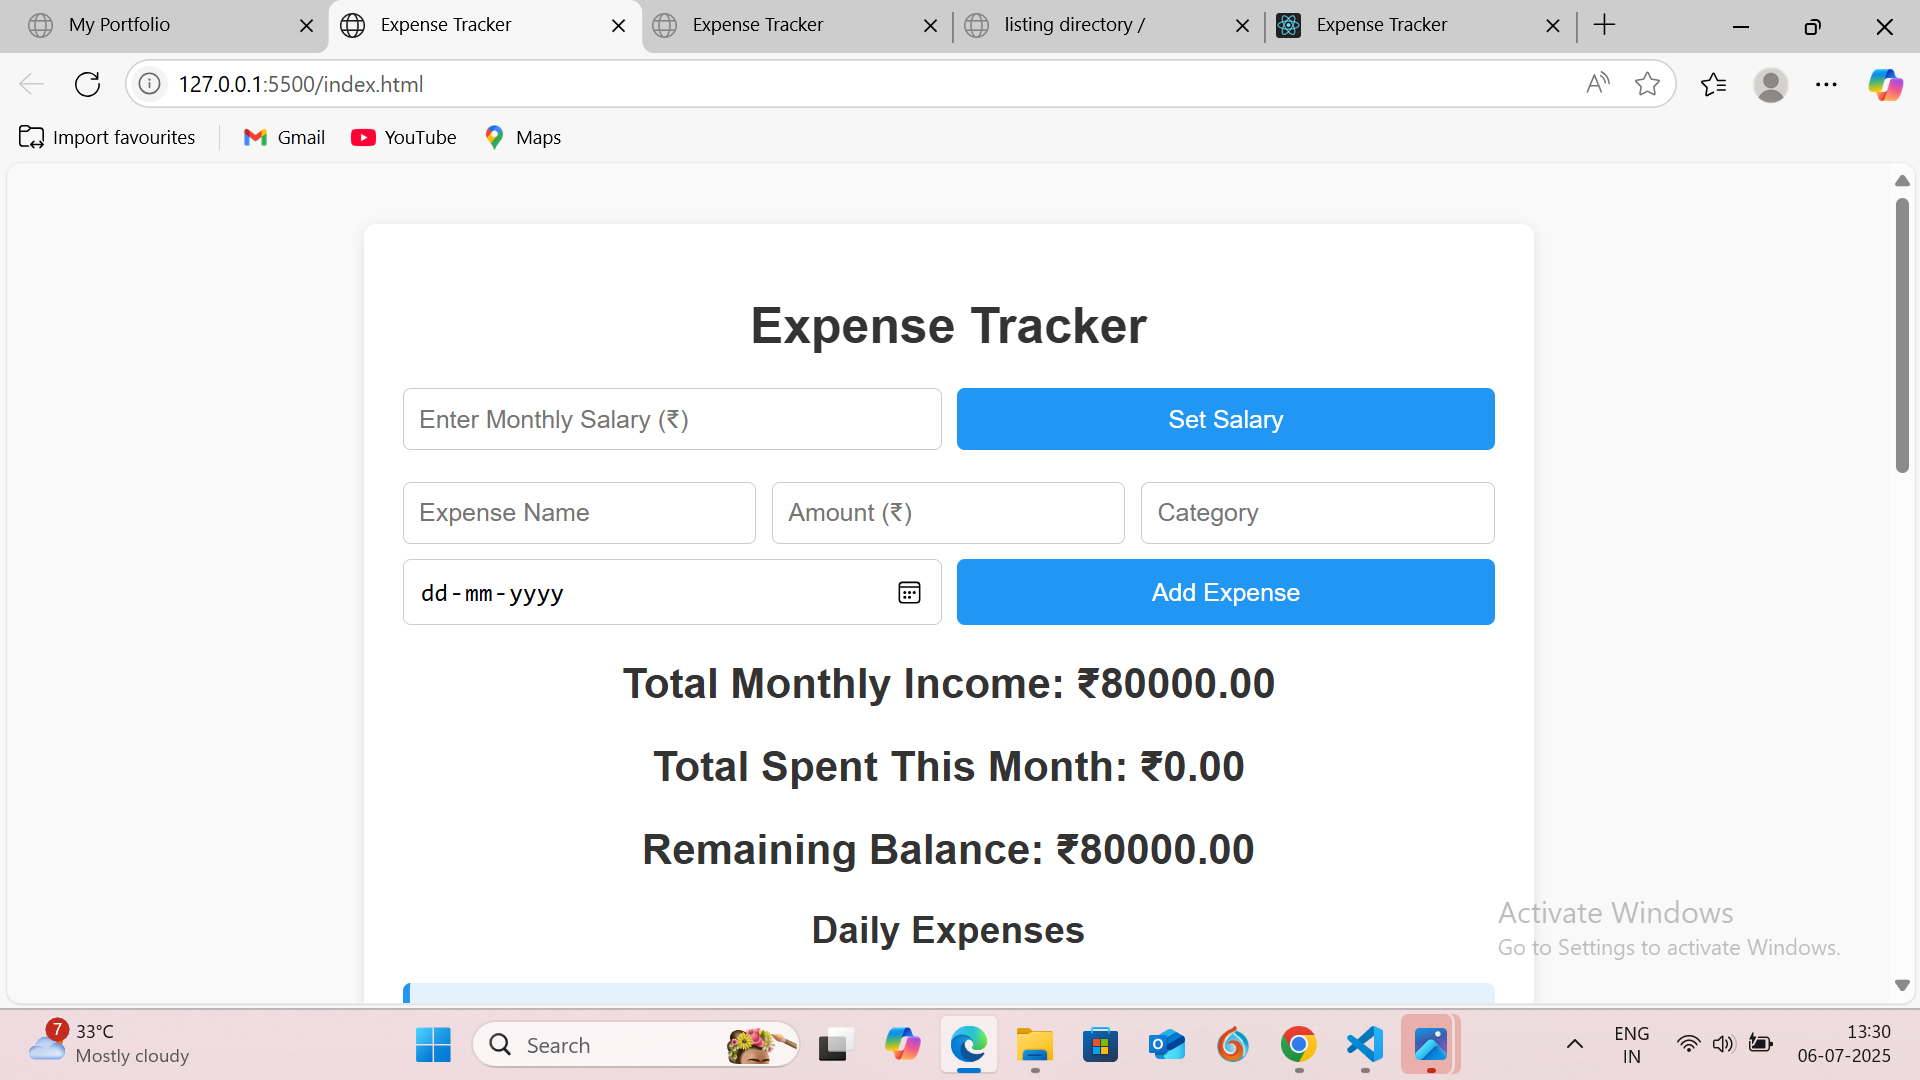 My Portfolio
Expense Tracker
Expense Tracker
listing directory /
Expense Tracker
127.0.0.1:5500/index.html
Import favourites
Gmail
YouTube
Maps
Expense Tracker
Enter Monthly Salary (₹)
Set Salary
Expense Name
Amount (₹)
Category
dd-mm-yyyy
Add Expense
Total Monthly Income: ₹80000.00
Total Spent This Month: ₹0.00
Remaining Balance: ₹80000.00
Daily Expenses
Activate Windows
Go to Settings to activate Windows.
7
33°C
Mostly cloudy
Search
ENG
IN
13:30
06-07-2025